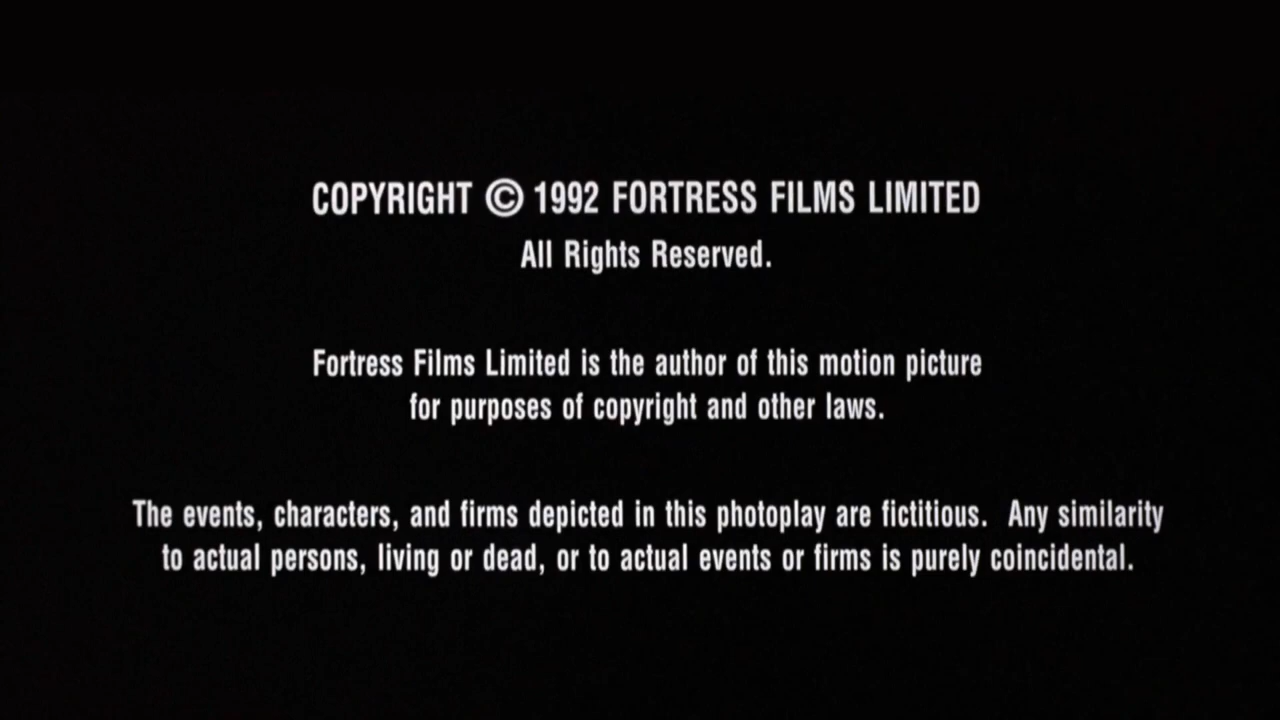 COPYRIGHT © 1992 FORTRESS FILMS LIMITED
All Rights Reserved.
Fortress Films Limited is the author of this motion picture
for purposes of copyright and other laws.
The events, characters, and firms depicted in this photoplay are fictitious.  Any similarity
to actual persons, living or dead, or to actual events or firms is purely coincidental.